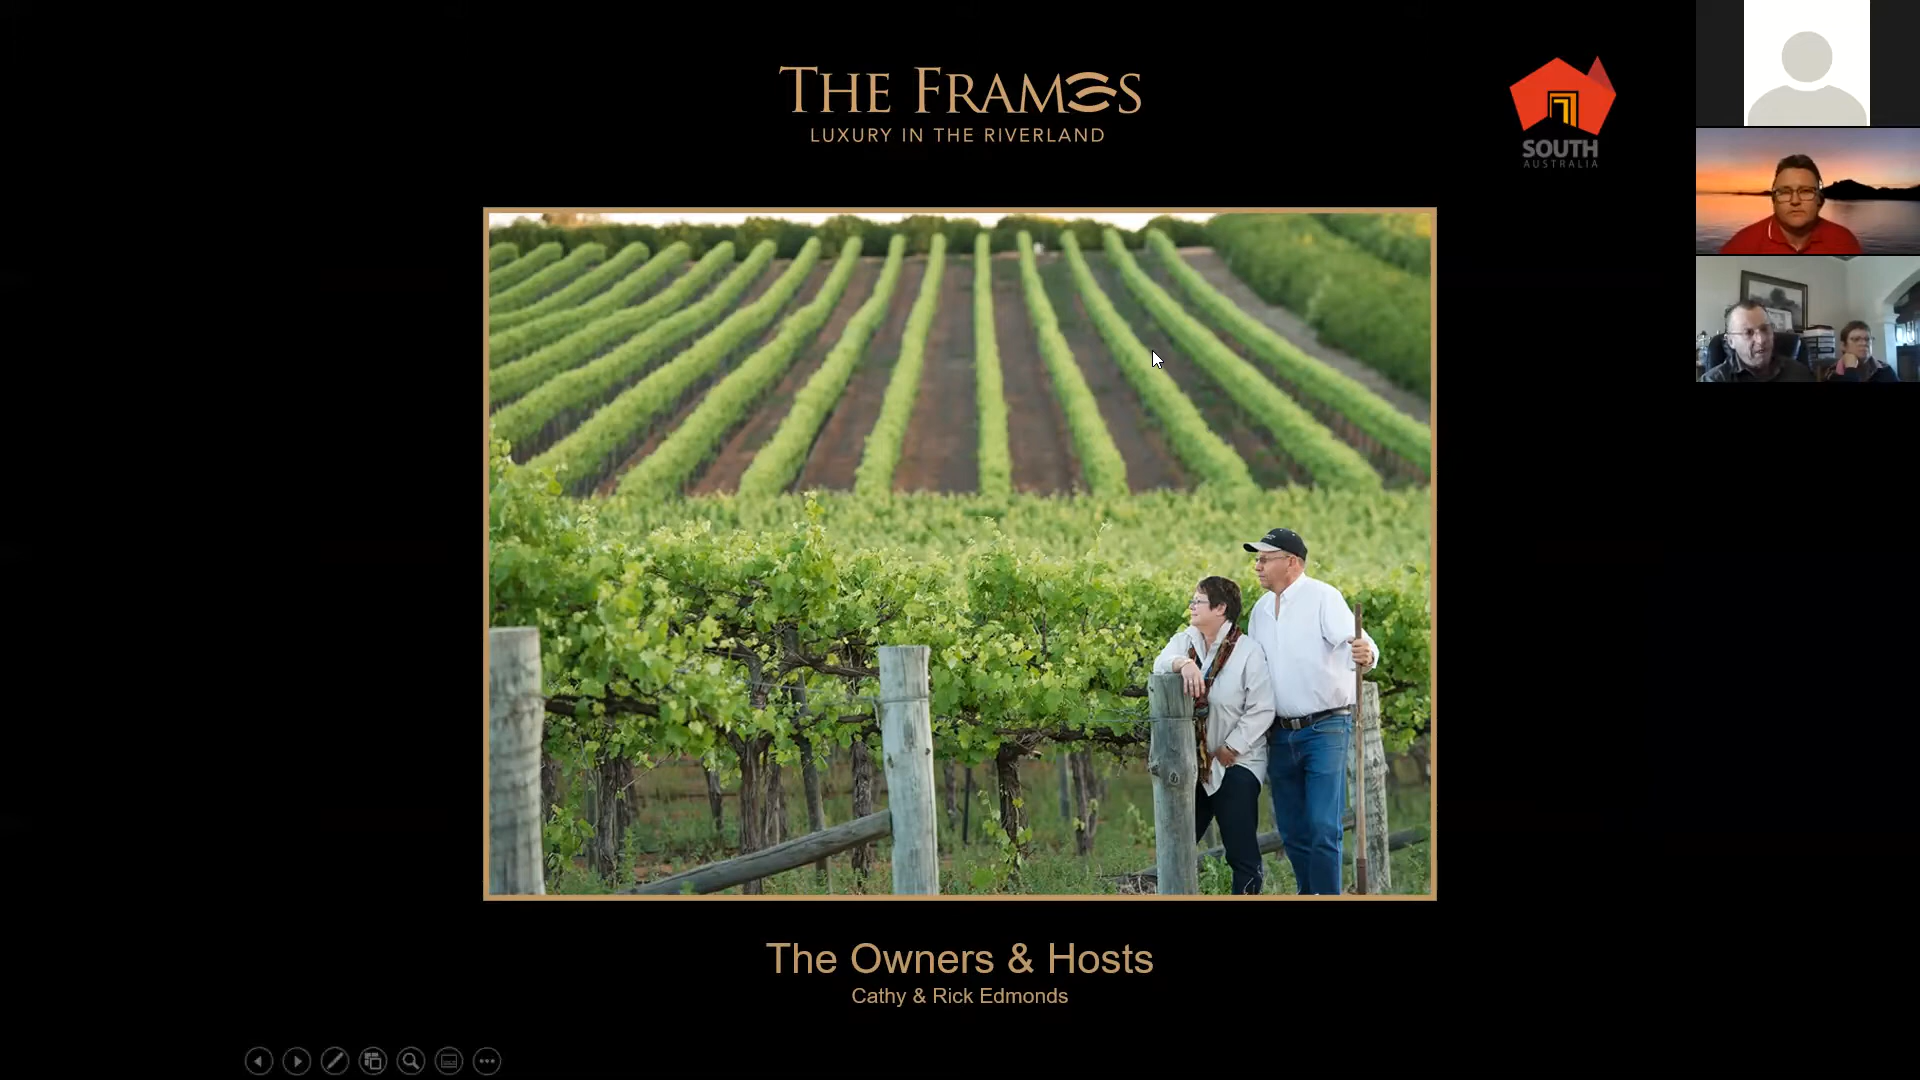 THE FRAMES
LUXURY IN THE RIVERLAND
SOUTH
AUSTRALIA
The Owners & Hosts
Cathy & Rick Edmonds